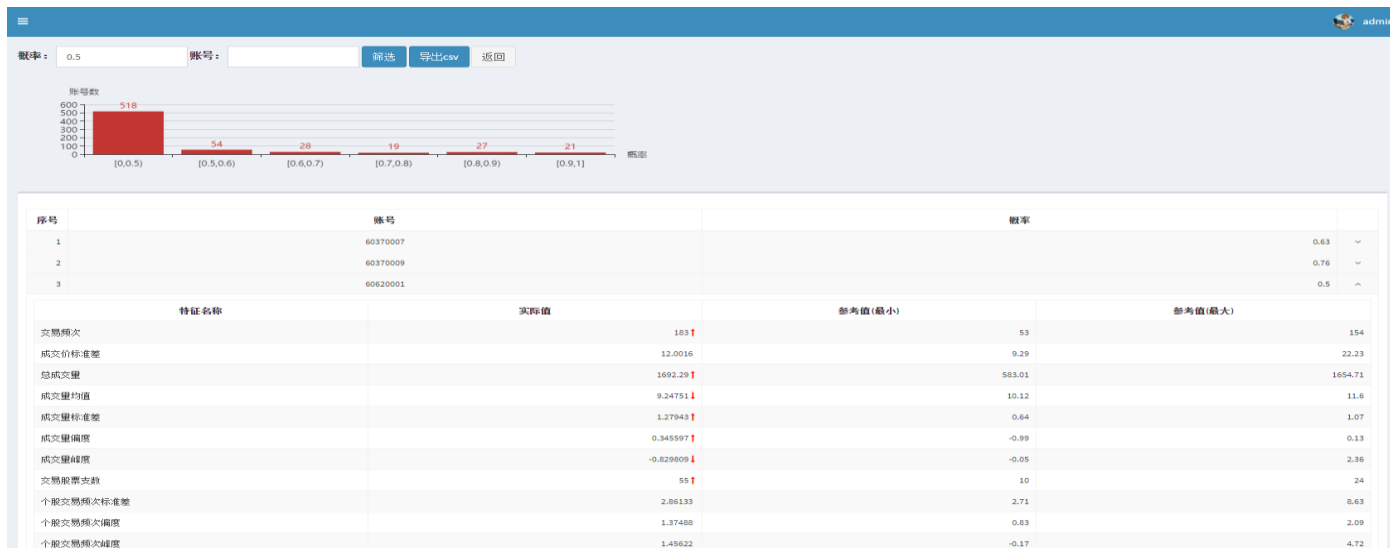 admin
概率： 0.5 账号： 筛选 导出csv 返回
账号数
600
500
400
300
200
100
0
518 54 28 19 27 21
[0,0.5) [0.5,0.6) [0.6,0.7) [0.7,0.8) [0.8,0.9) [0.9,1] 概率
序号 账号 概率
1 60370007 0.63
2 60370009 0.76
3 60620001 0.5
特征名称 实际值 参考值(最小) 参考值(最大)
交易频次 183↑ 53 154
成交价标准差 12.0016 9.29 22.23
总成交量 1692.29↑ 583.01 1654.71
成交量均值 9.24751↓ 10.12 11.6
成交量标准差 1.27943↑ 0.64 1.07
成交量偏度 0.345597↑ -0.99 0.13
成交量峰度 -0.829809↓ -0.05 2.36
交易股票支数 55↑ 10 24
个股交易频次标准差 2.86133 2.71 8.63
个股交易频次偏度 1.37488 0.83 2.09
个股交易频次峰度 1.45622 -0.17 4.72